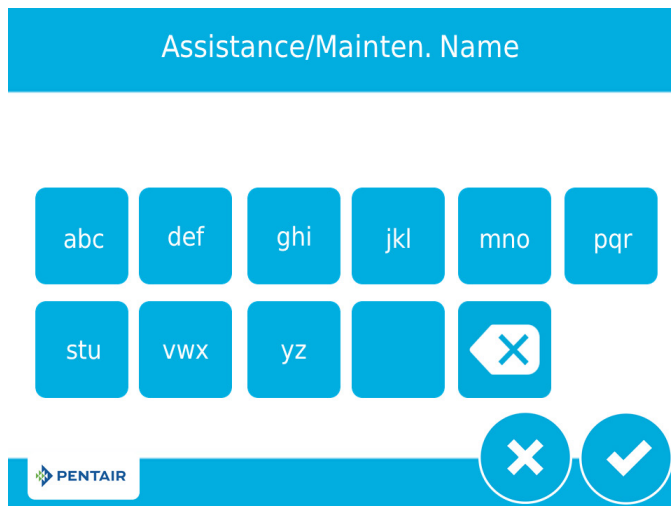 Assistance/Mainten. Name
abc def ghi jkl mno pqr
stu vwx yz
PENTAIR